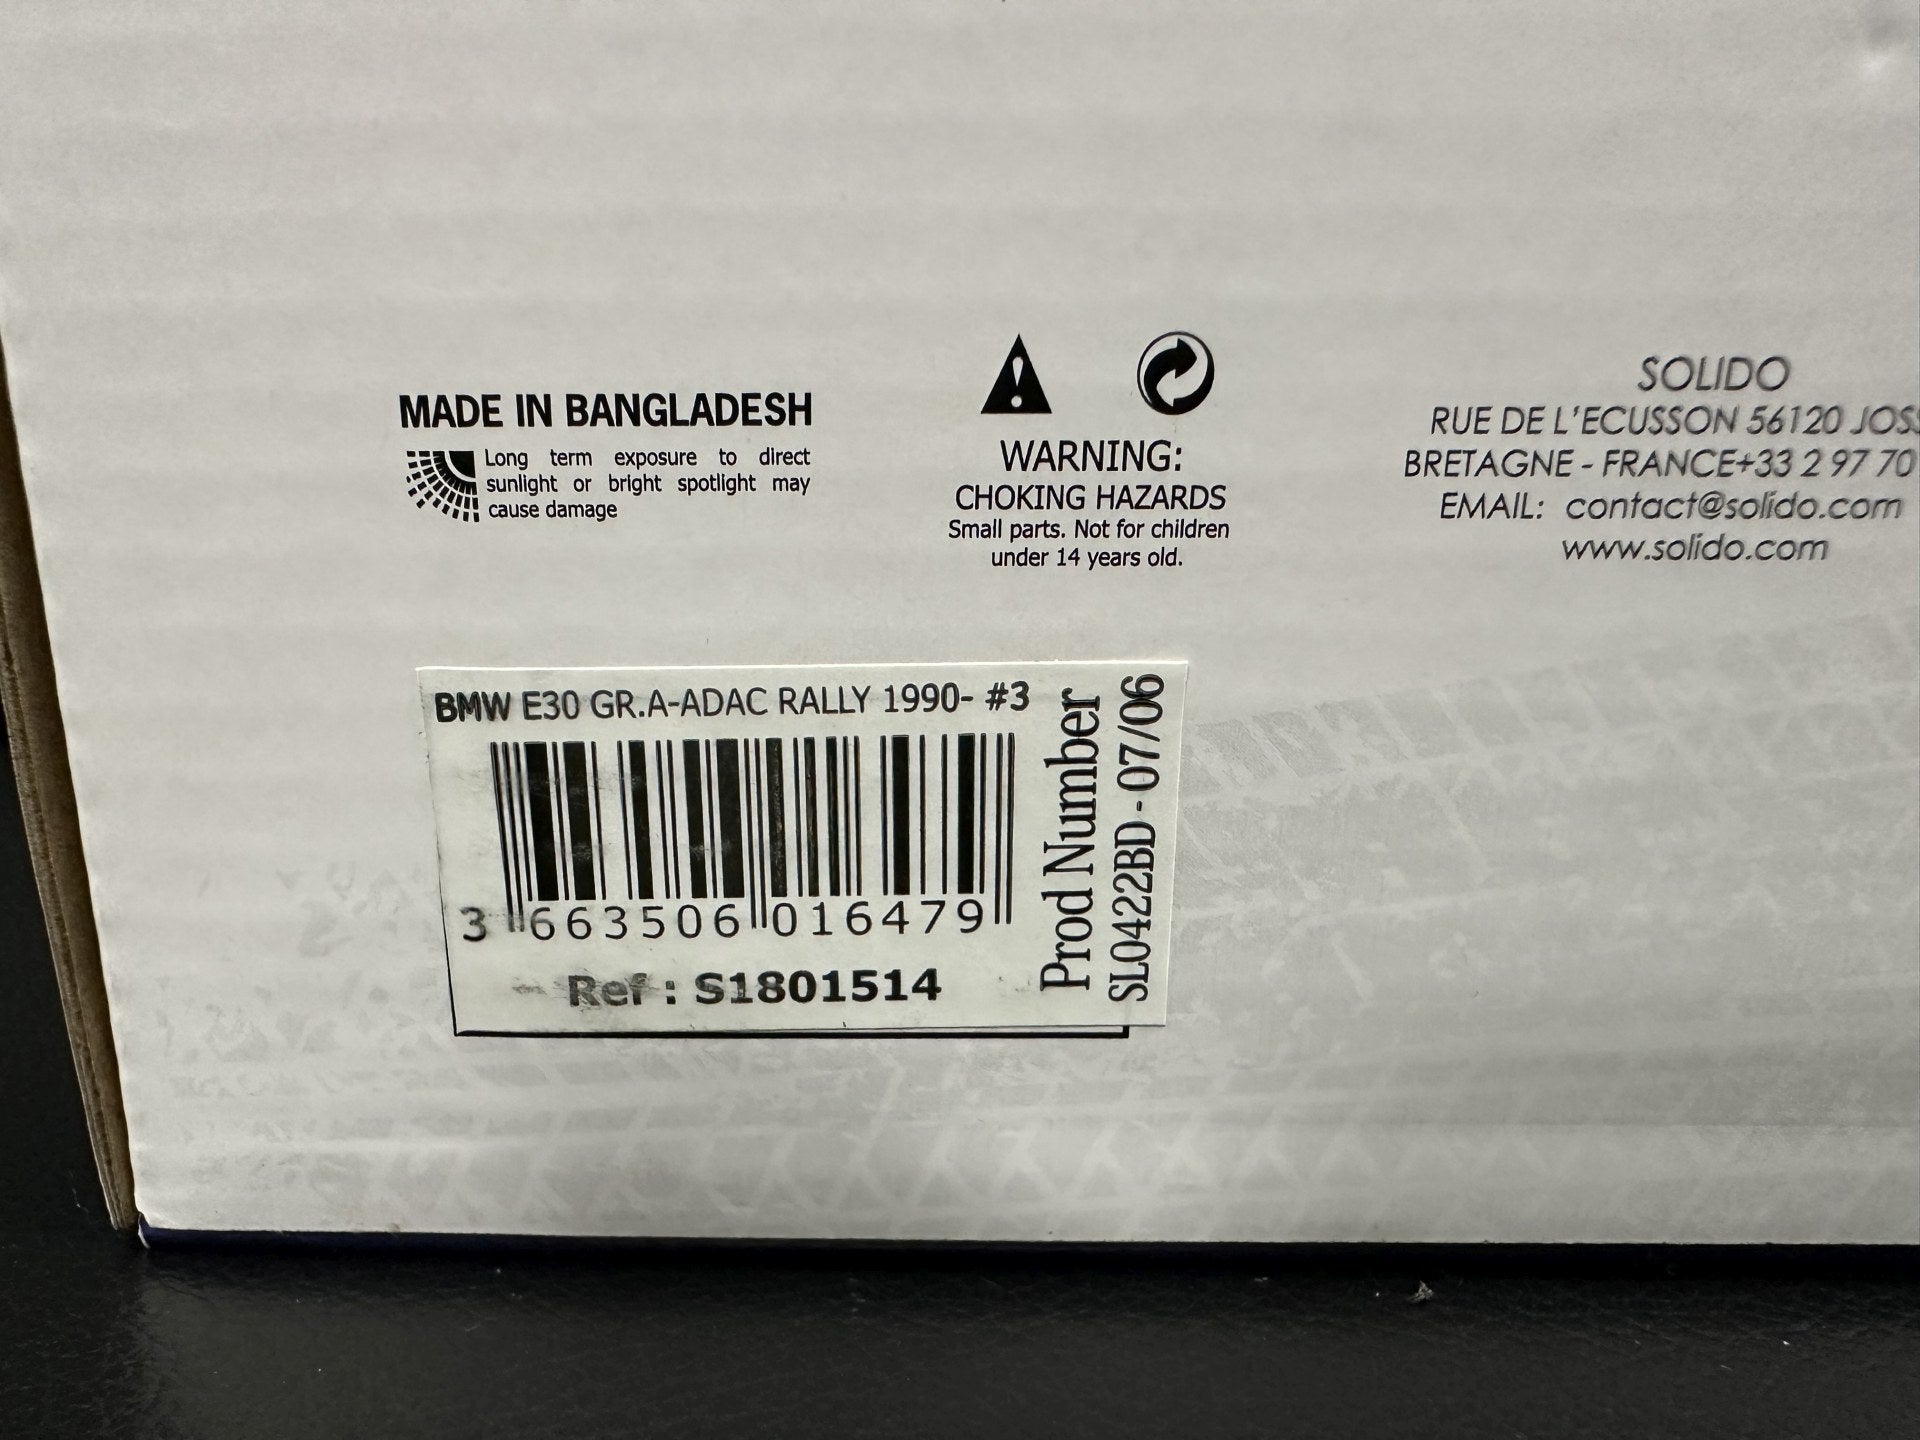 MADE IN BANGLADESH
Long term exposure to direct
sunlight or bright spotlight may
cause damage
WARNING:
CHOKING HAZARDS
Small parts. Not for children
under 14 years old.
SOLIDO
RUE DE L'ECUSSON 56120 JOSS
BRETAGNE - FRANCE+33 2 97 70
EMAIL: contact@solido.com
www.solido.com
BMW E30 GR.A-ADAC RALLY 1990- #3
3 663506 016479
Ref : S1801514
Prod Number
SL0422BD - 07/06